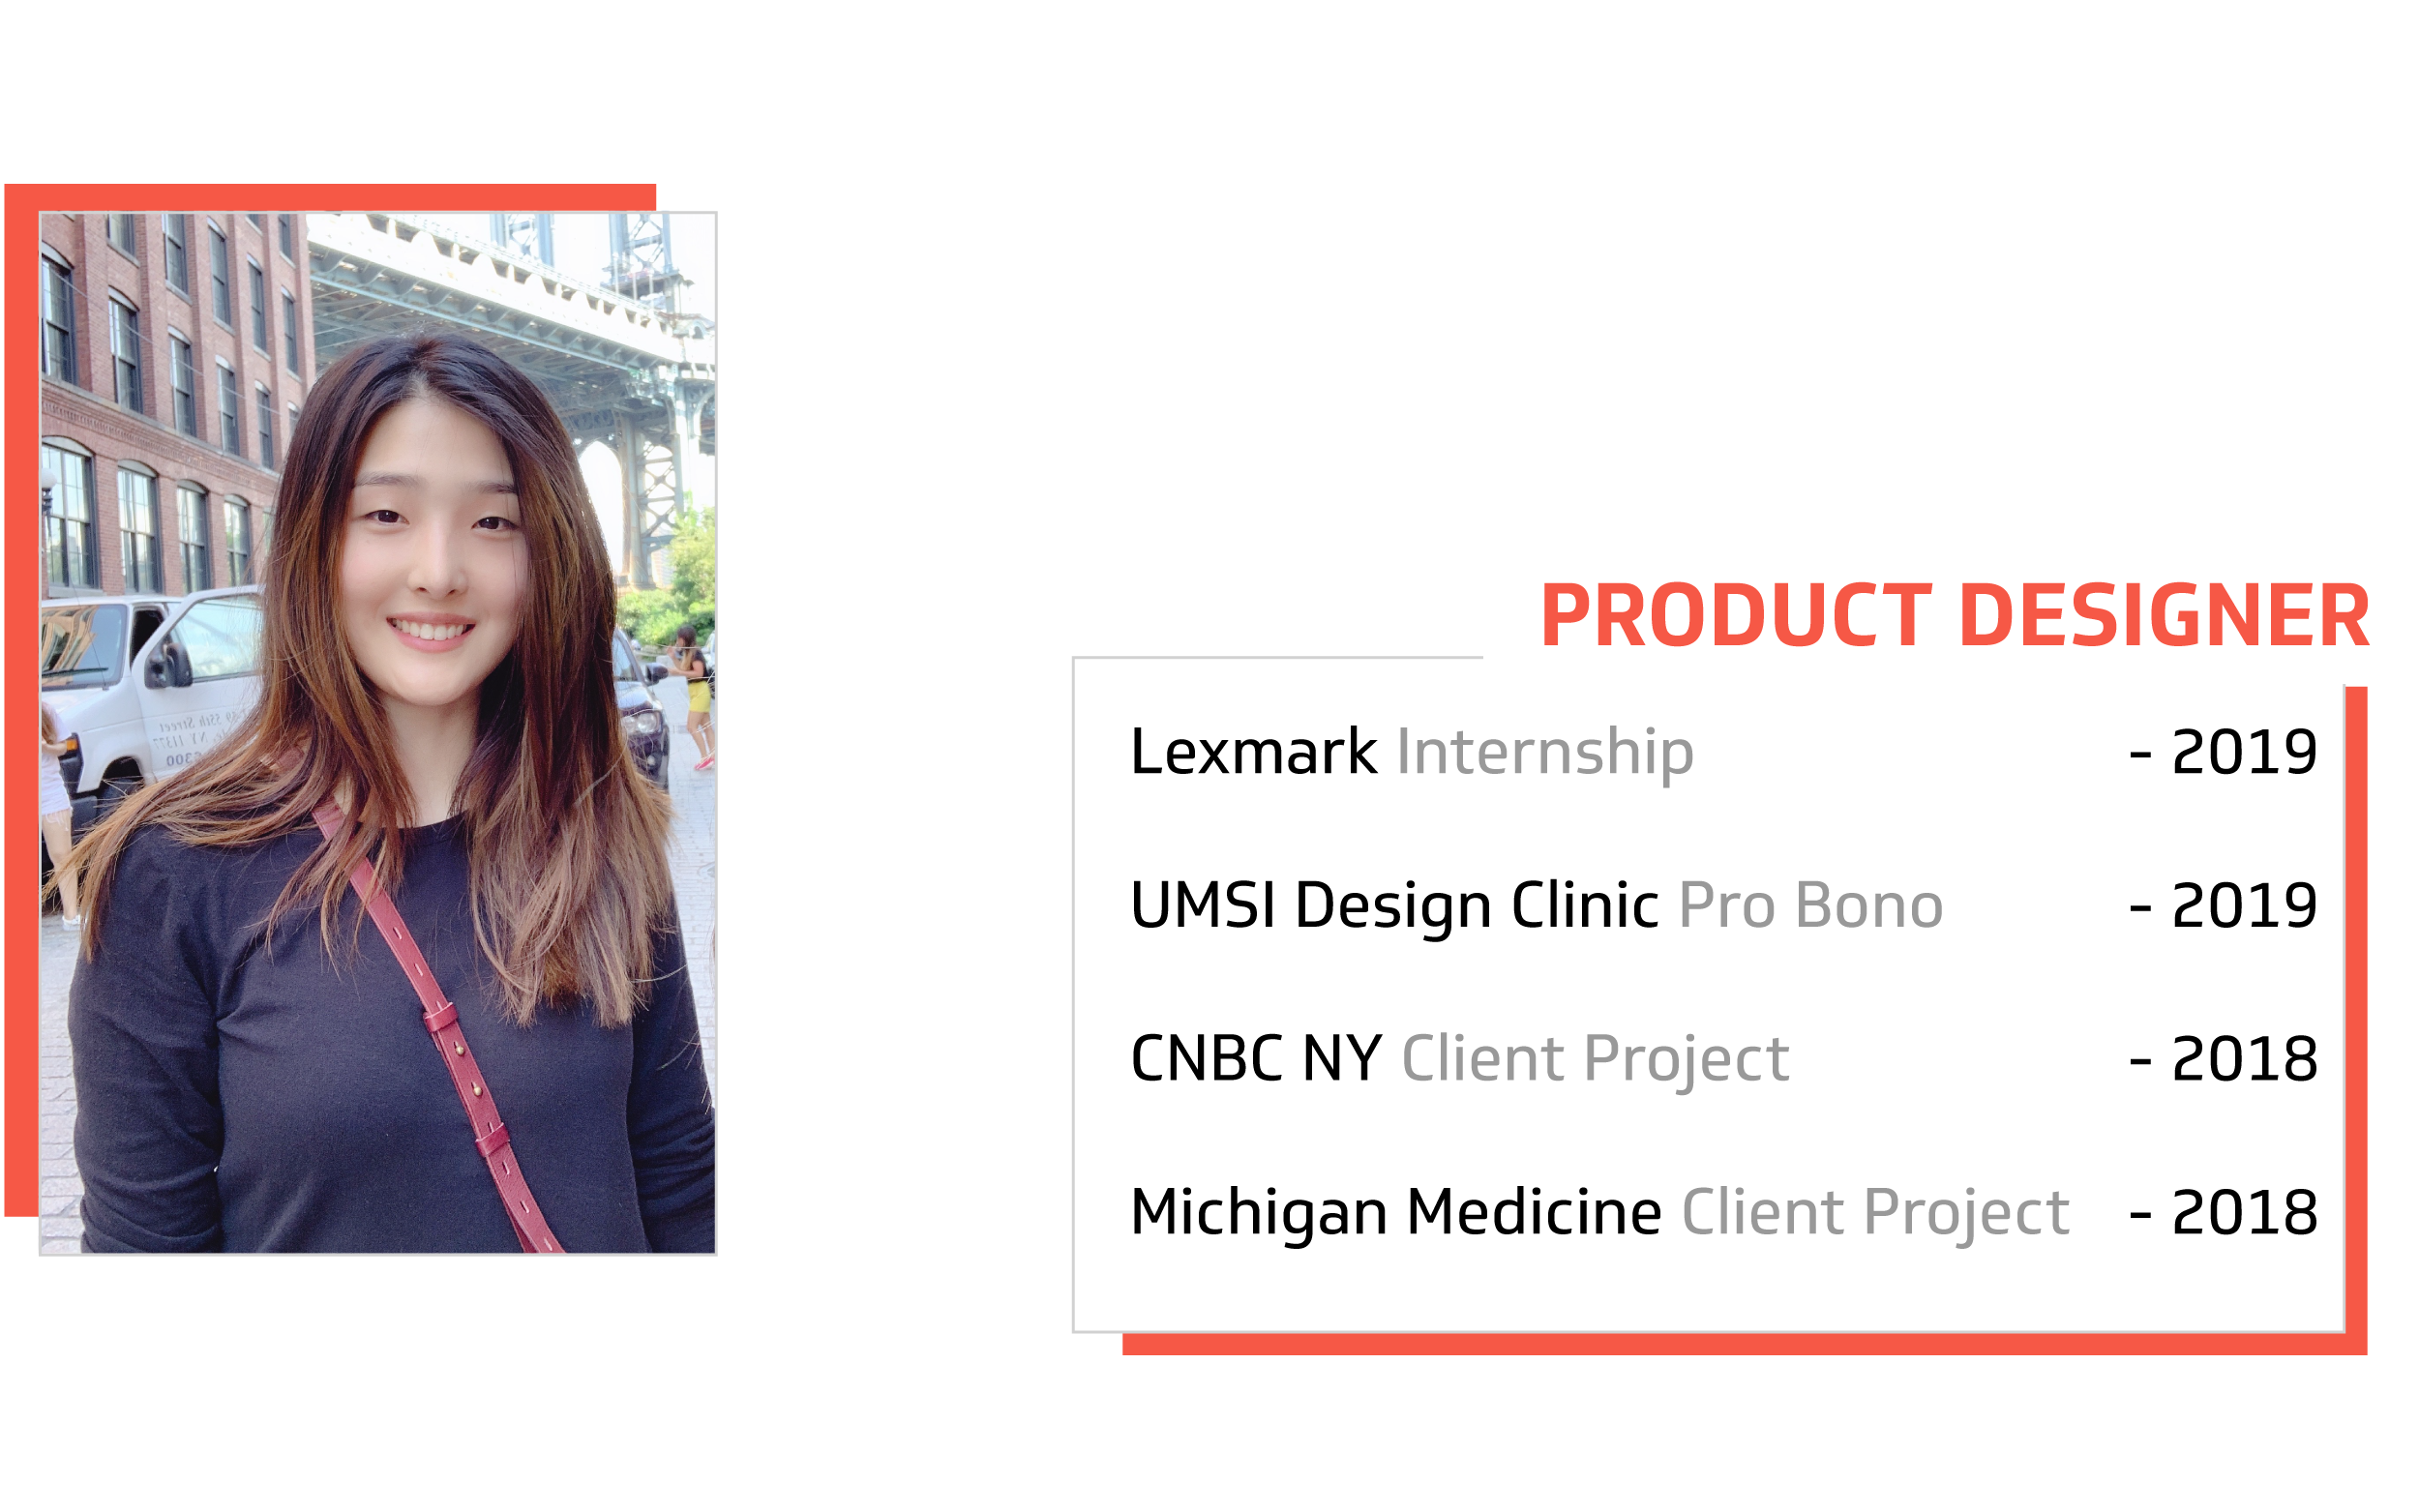 PRODUCT DESIGNER
Lexmark Internship - 2019
UMSI Design Clinic Pro Bono - 2019
CNBC NY Client Project - 2018
Michigan Medicine Client Project - 2018